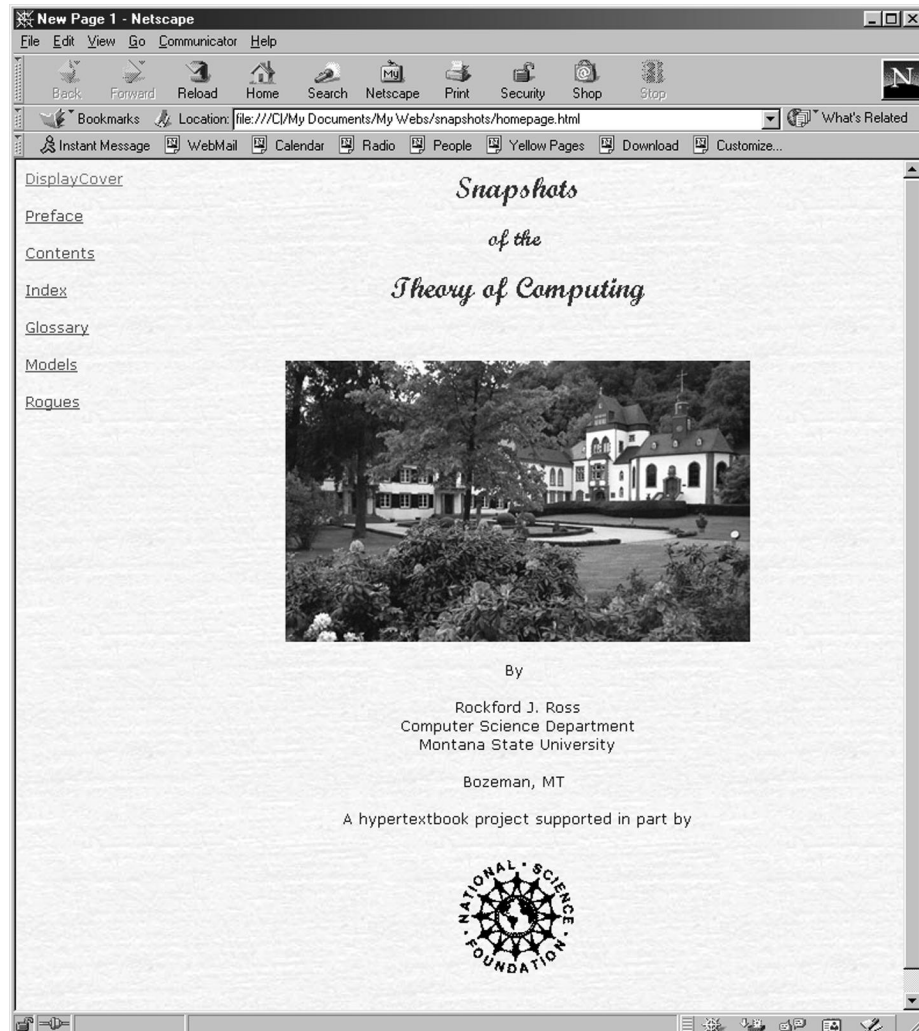 New Page 1 - Netscape
File Edit View Go Communicator Help
Back Forward Reload Home Search Netscape Print Security Shop Stop
My
N
Bookmarks Location: file:///C|/My Documents/My Webs/snapshots/homepage.html What's Related
Instant Message WebMail Calendar Radio People Yellow Pages Download Customize...
DisplayCover
Preface
Contents
Index
Glossary
Models
Rogues
Snapshots
of the
Theory of Computing
By
Rockford J. Ross
Computer Science Department
Montana State University
Bozeman, MT
A hypertextbook project supported in part by
NATIONAL · SCIENCE · FOUNDATION ·